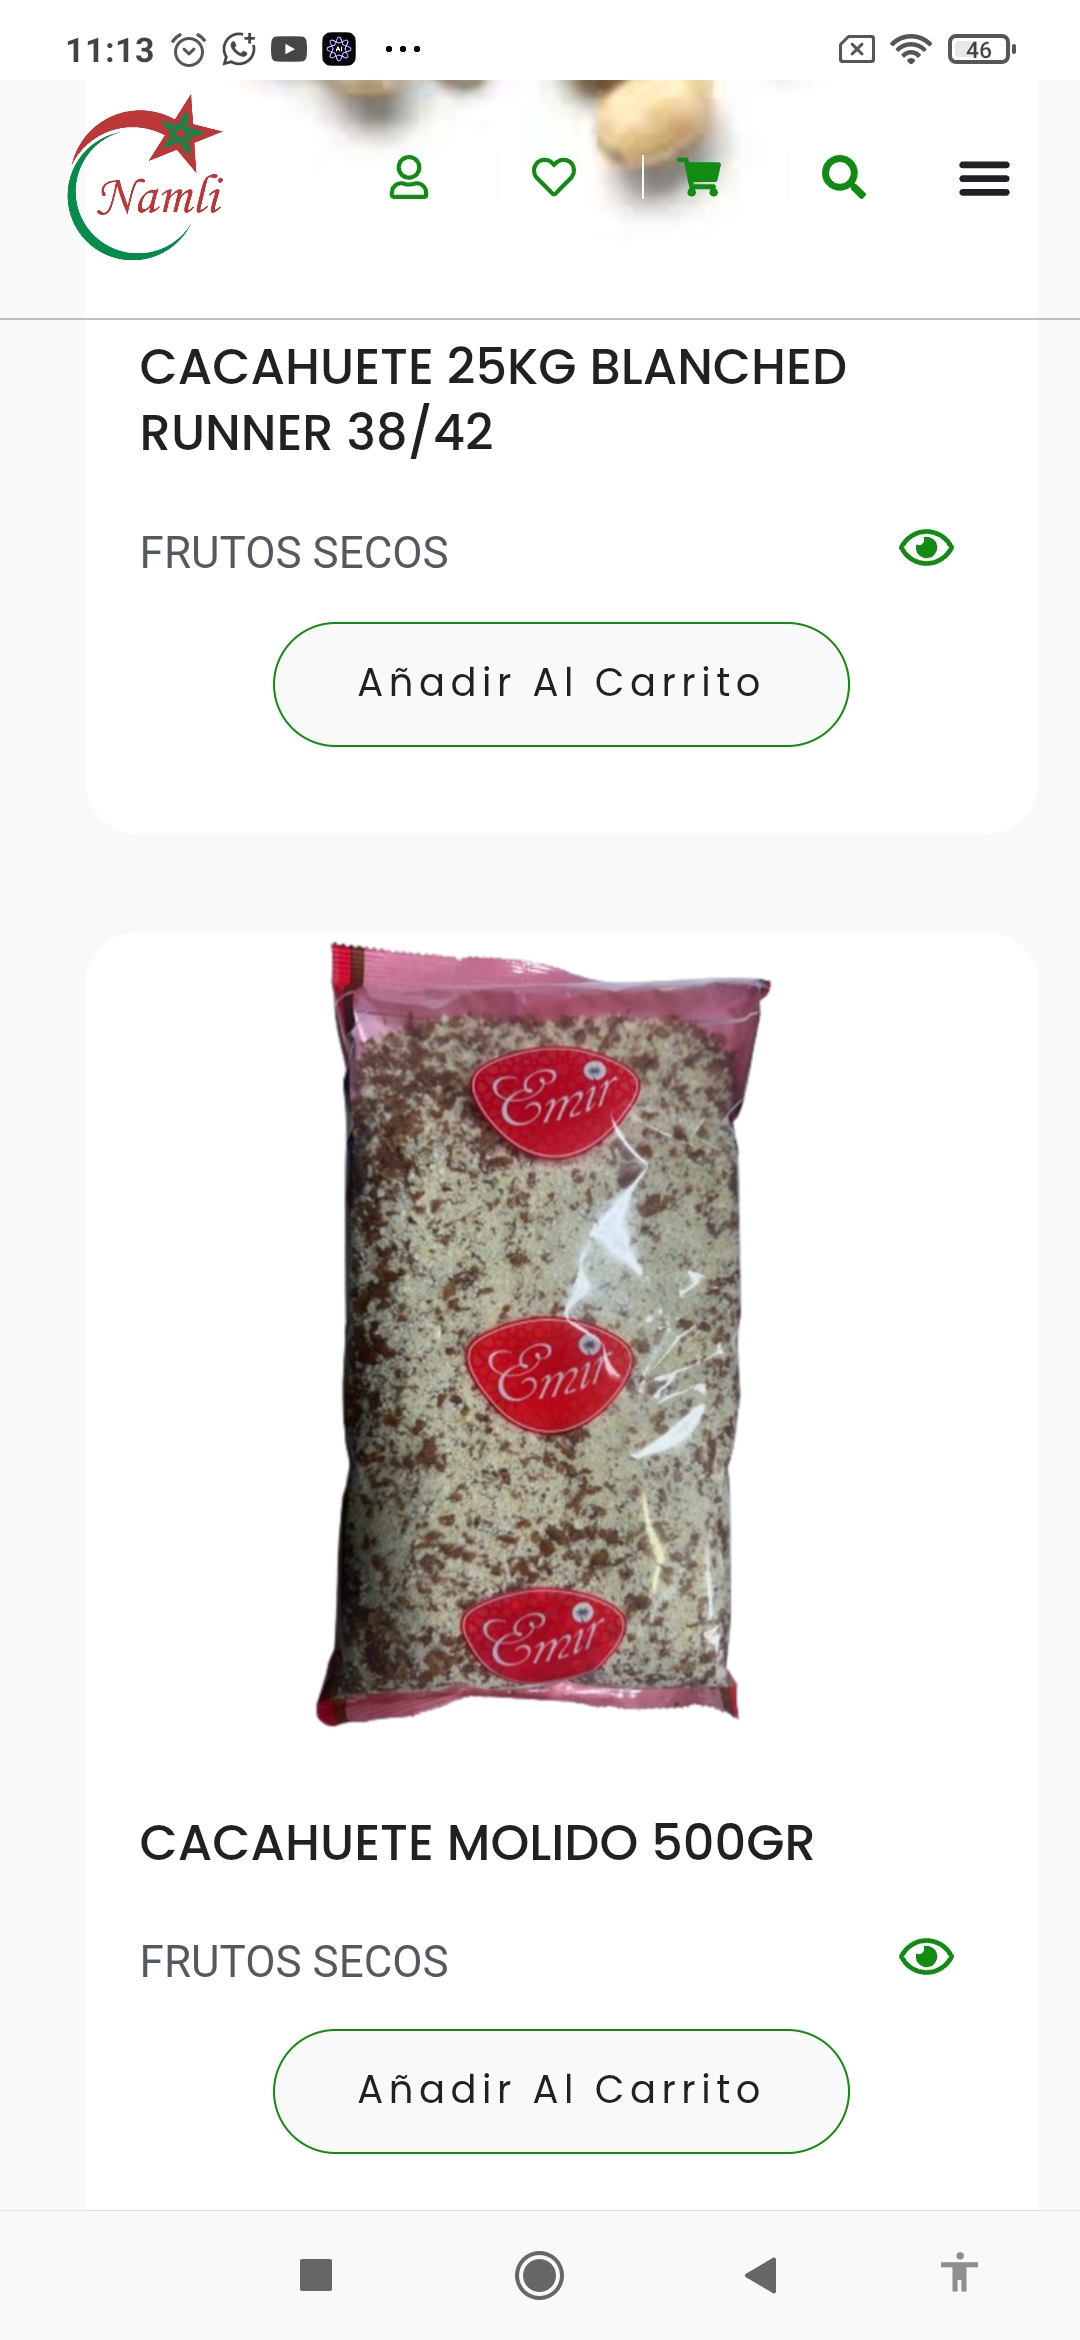 11:13
46
Namli
CACAHUETE 25KG BLANCHED
RUNNER 38/42
FRUTOS SECOS
Añadir Al Carrito
Emir
Emir
Emir
CACAHUETE MOLIDO 500GR
FRUTOS SECOS
Añadir Al Carrito